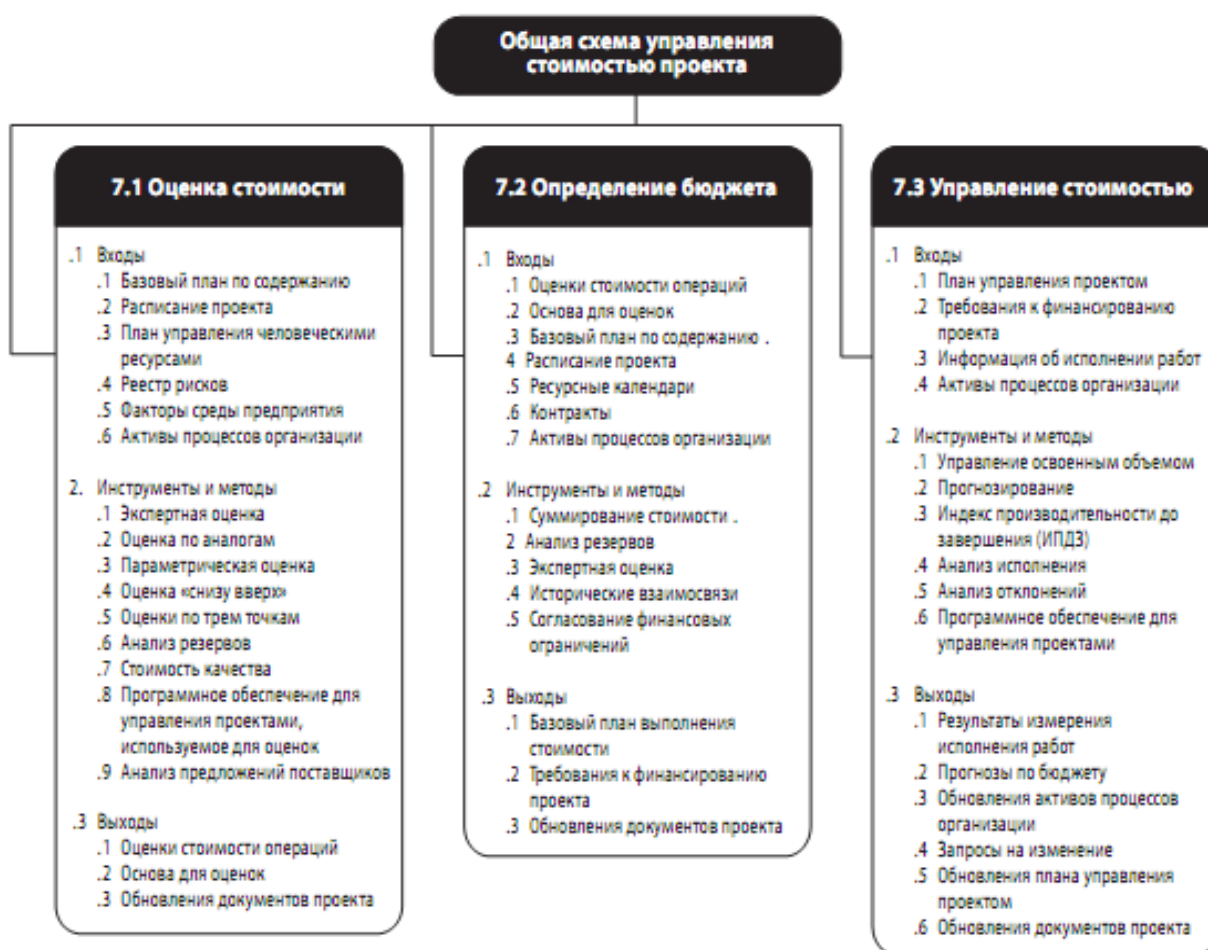 Общая схема управления
стоимостью проекта
7.1 Оценка стоимости
.1 Входы
.1 Базовый план по содержанию
.2 Расписание проекта
.3 План управления человеческими
ресурсами
.4 Реестр рисков
.5 Факторы среды предприятия
.6 Активы процессов организации
2. Инструменты и методы
.1 Экспертная оценка
.2 Оценка по аналогам
.3 Параметрическая оценка
.4 Оценка «снизу вверх»
.5 Оценки по трем точкам
.6 Анализ резервов
.7 Стоимость качества
.8 Программное обеспечение для
управления проектами,
используемое для оценок
.9 Анализ предложений поставщиков
.3 Выходы
.1 Оценки стоимости операций
.2 Основа для оценок
.3 Обновления документов проекта
7.2 Определение бюджета
.1 Входы
.1 Оценки стоимости операций
.2 Основа для оценок
.3 Базовый план по содержанию .
4 Расписание проекта
.5 Ресурсные календари
.6 Контракты
.7 Активы процессов организации
.2 Инструменты и методы
.1 Суммирование стоимости .
2 Анализ резервов
.3 Экспертная оценка
.4 Исторические взаимосвязи
.5 Согласование финансовых
ограничений
.3 Выходы
.1 Базовый план выполнения
стоимости
.2 Требования к финансированию
проекта
.3 Обновления документов проекта
7.3 Управление стоимостью
.1 Входы
.1 План управления проектом
.2 Требования к финансированию
проекта
.3 Информация об исполнении работ
.4 Активы процессов организации
.2 Инструменты и методы
.1 Управление освоенным объемом
.2 Прогнозирование
.3 Индекс производительности до
завершения (ИПДЗ)
.4 Анализ исполнения
.5 Анализ отклонений
.6 Программное обеспечение для
управления проектами
.3 Выходы
.1 Результаты измерения
исполнения работ
.2 Прогнозы по бюджету
.3 Обновления активов процессов
организации
.4 Запросы на изменение
.5 Обновления плана управления
проектом
.6 Обновления документов проекта